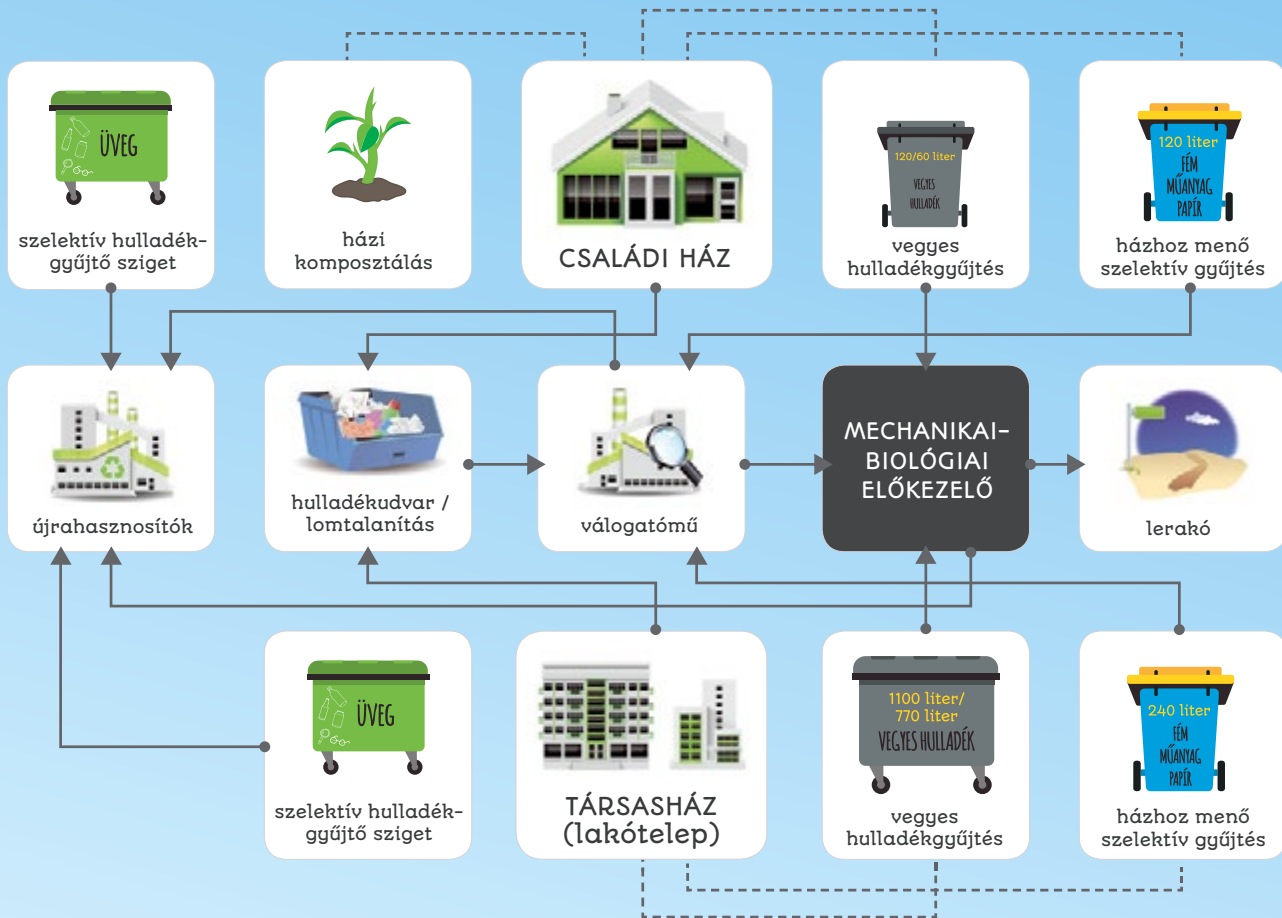 ÜVEG
szelektív hulladék-
gyűjtő sziget
házi
komposztálás
CSALÁDI HÁZ
120/60 liter
VEGYES
HULLADÉK
vegyes
hulladékgyűjtés
120 liter
FÉM
MŰANYAG
PAPÍR
házhoz menő
szelektív gyűjtés
újrahasznosítók
hulladékudvar /
lomtalanítás
válogatómű
MECHANIKAI-
BIOLÓGIAI
ELŐKEZELŐ
lerakó
ÜVEG
szelektív hulladék-
gyűjtő sziget
TÁRSASHÁZ
(lakótelep)
1100 liter/
770 liter
VEGYES HULLADÉK
vegyes
hulladékgyűjtés
240 liter
FÉM
MŰANYAG
PAPÍR
házhoz menő
szelektív gyűjtés